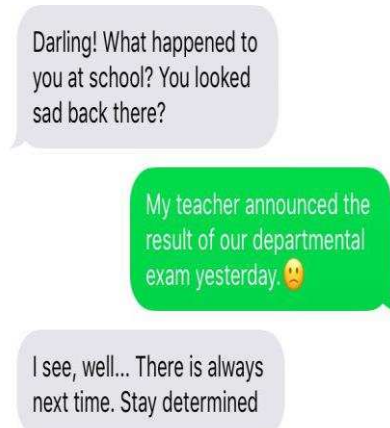 Darling! What happened to
you at school? You looked
sad back there?
My teacher announced the
result of our departmental
exam yesterday.🙁
I see, well... There is always
next time. Stay determined